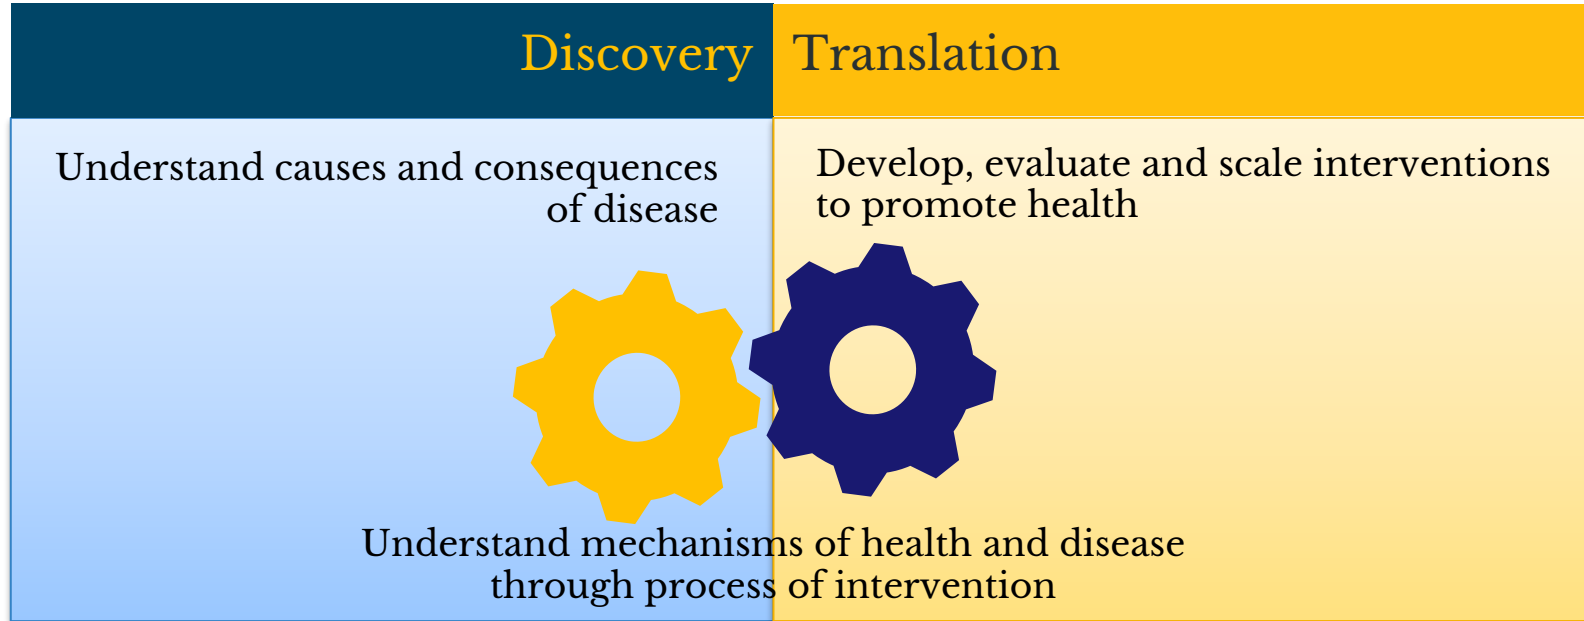 Discovery
Translation
Understand causes and consequences
of disease
Develop, evaluate and scale interventions
to promote health
Understand mechanisms of health and disease
through process of intervention